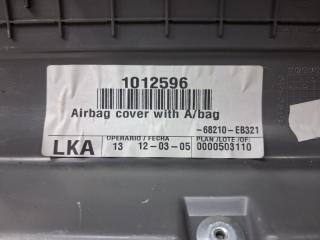 1012596
Airbag cover with A/bag
-68210-EB321
OPERARIO / FECHA PLAN /LOTE /OF:
LKA 13 12-03-05 0000503110